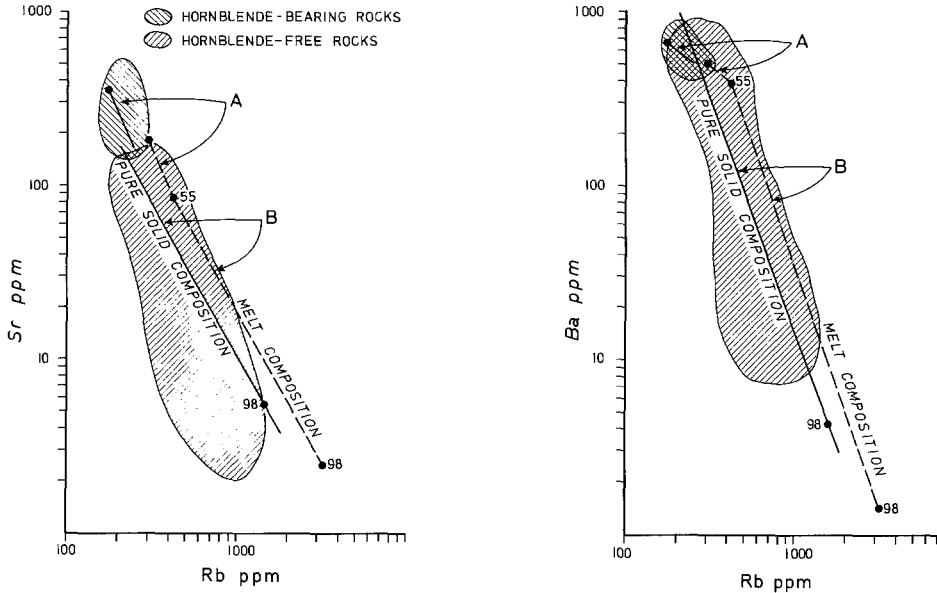 HORNBLENDE-BEARING ROCKS
HORNBLENDE-FREE ROCKS
1000
100
10
Sr ppm
A
B
55
98
98
PURE SOLID COMPOSITION
MELT COMPOSITION
100
1000
Rb ppm
1000
100
10
Ba ppm
A
B
55
98
98
PURE SOLID COMPOSITION
MELT COMPOSITION
100
1000
Rb ppm